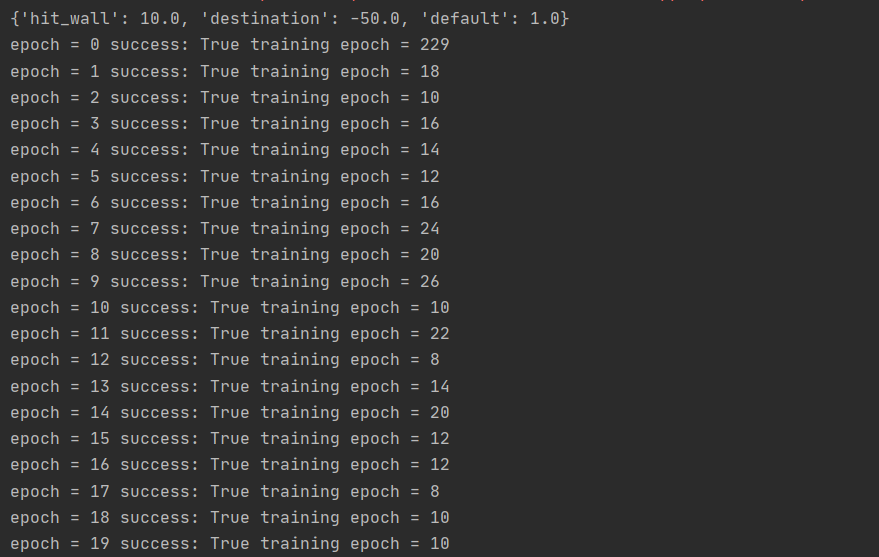 {'hit_wall': 10.0, 'destination': -50.0, 'default': 1.0}
epoch = 0 success: True training epoch = 229
epoch = 1 success: True training epoch = 18
epoch = 2 success: True training epoch = 10
epoch = 3 success: True training epoch = 16
epoch = 4 success: True training epoch = 14
epoch = 5 success: True training epoch = 12
epoch = 6 success: True training epoch = 16
epoch = 7 success: True training epoch = 24
epoch = 8 success: True training epoch = 20
epoch = 9 success: True training epoch = 26
epoch = 10 success: True training epoch = 10
epoch = 11 success: True training epoch = 22
epoch = 12 success: True training epoch = 8
epoch = 13 success: True training epoch = 14
epoch = 14 success: True training epoch = 20
epoch = 15 success: True training epoch = 12
epoch = 16 success: True training epoch = 12
epoch = 17 success: True training epoch = 8
epoch = 18 success: True training epoch = 10
epoch = 19 success: True training epoch = 10